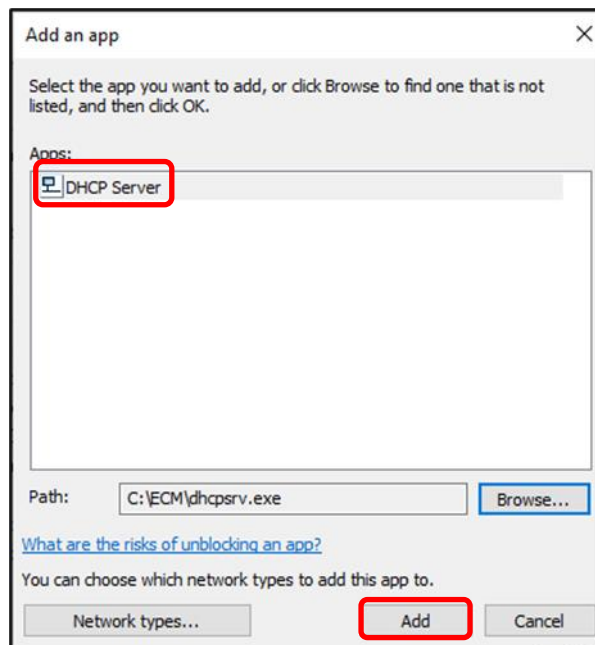 Add an app
Select the app you want to add, or click Browse to find one that is not
listed, and then click OK.
Apps:
DHCP Server
Path:
C:\ECM\dhcpsrv.exe
Browse...
What are the risks of unblocking an app?
You can choose which network types to add this app to.
Network types...
Add
Cancel